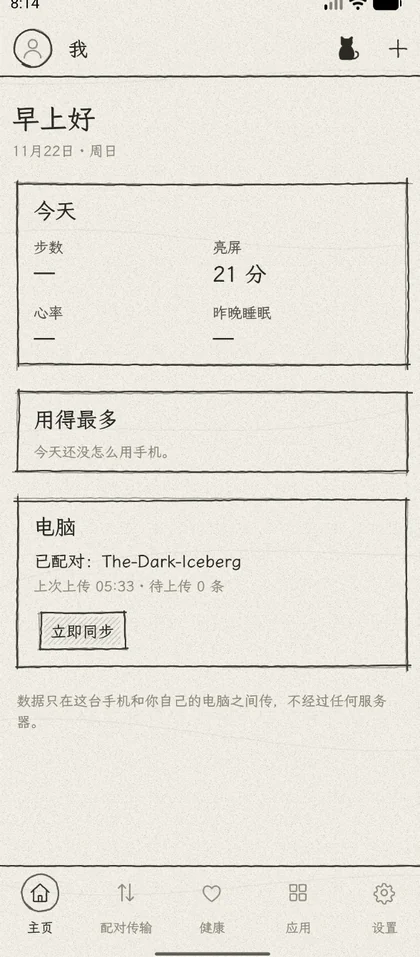 8:14
我
早上好
11月22日・周日
今天
步数
亮屏
—
21 分
心率
昨晚睡眠
—
—
用得最多
今天还没怎么用手机。
电脑
已配对：The-Dark-Iceberg
上次上传 05:33・待上传 0 条
立即同步
数据只在这台手机和你自己的电脑之间传，不经过任何服务
器。
主页
配对传输
健康
应用
设置